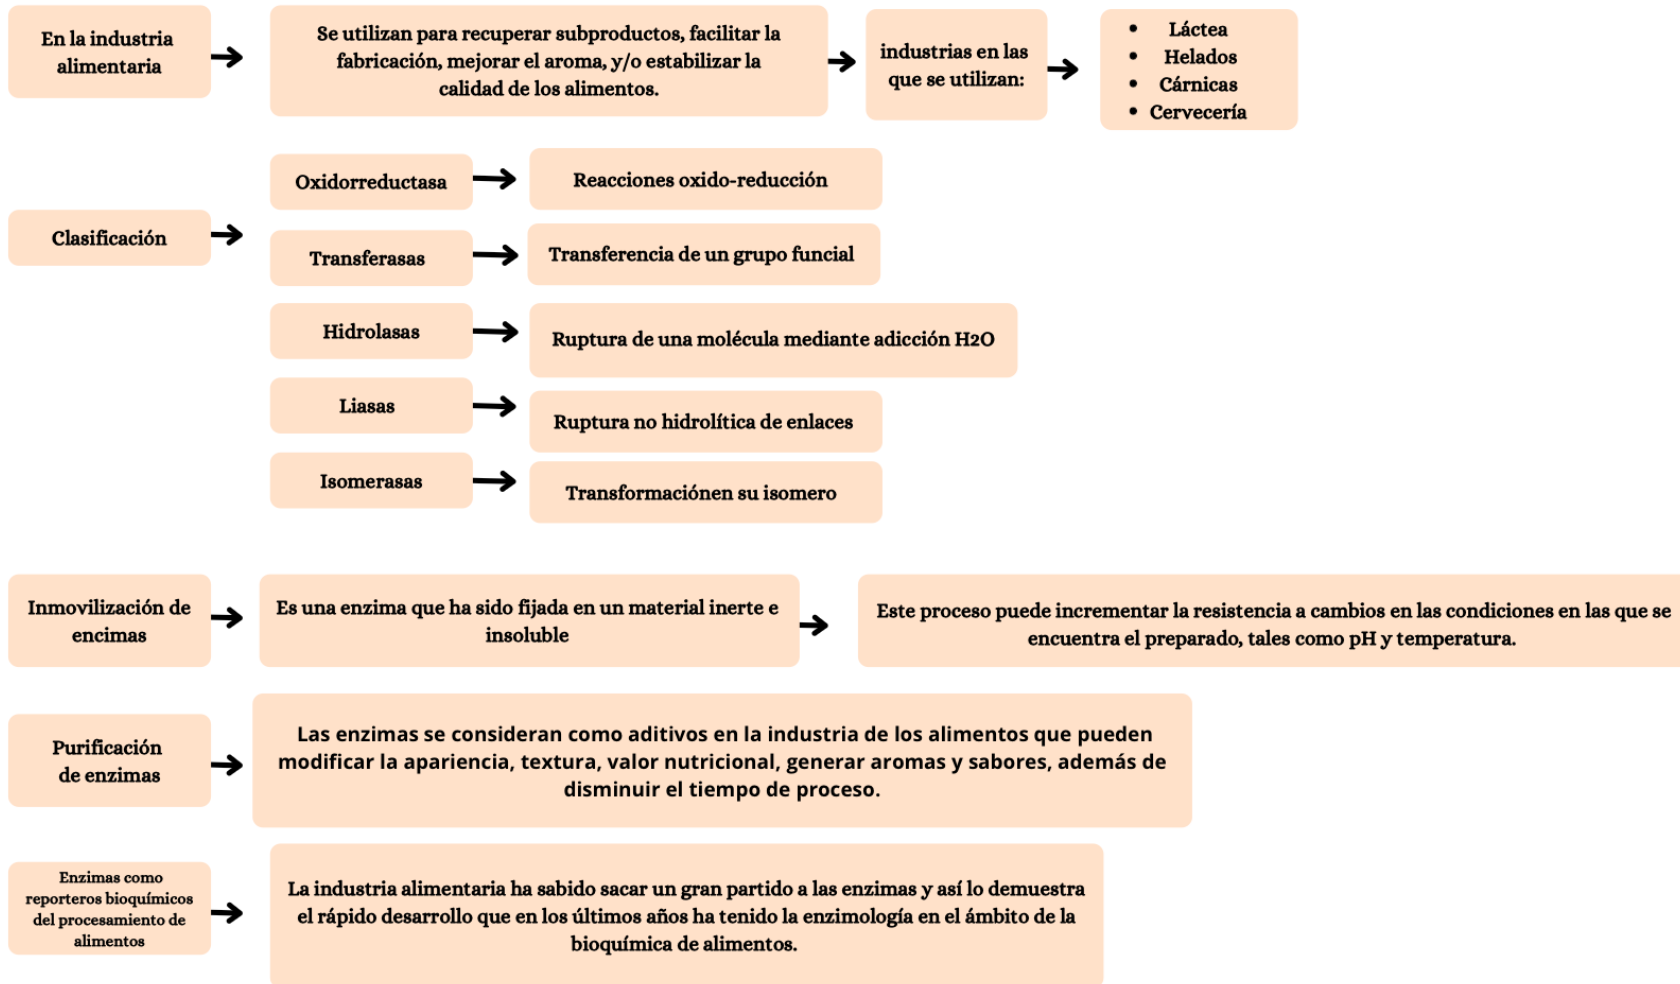 En la industria
alimentaria
Se utilizan para recuperar subproductos, facilitar la
fabricación, mejorar el aroma, y/o estabilizar la
calidad de los alimentos.
industrias en las
que se utilizan:
• Láctea
• Helados
• Cárnicas
• Cervecería
Clasificación
Oxidorreductasa
Reacciones oxido-reducción
Transferasas
Transferencia de un grupo funcial
Hidrolasas
Ruptura de una molécula mediante adicción H2O
Liasas
Ruptura no hidrolítica de enlaces
Isomerasas
Transformaciónen su isomero
Inmovilización de
encimas
Es una enzima que ha sido fijada en un material inerte e
insoluble
Este proceso puede incrementar la resistencia a cambios en las condiciones en las que se
encuentra el preparado, tales como pH y temperatura.
Purificación
de enzimas
Las enzimas se consideran como aditivos en la industria de los alimentos que pueden
modificar la apariencia, textura, valor nutricional, generar aromas y sabores, además de
disminuir el tiempo de proceso.
Enzimas como
reporteros bioquímicos
del procesamiento de
alimentos
La industria alimentaria ha sabido sacar un gran partido a las enzimas y así lo demuestra
el rápido desarrollo que en los últimos años ha tenido la enzimología en el ámbito de la
bioquímica de alimentos.